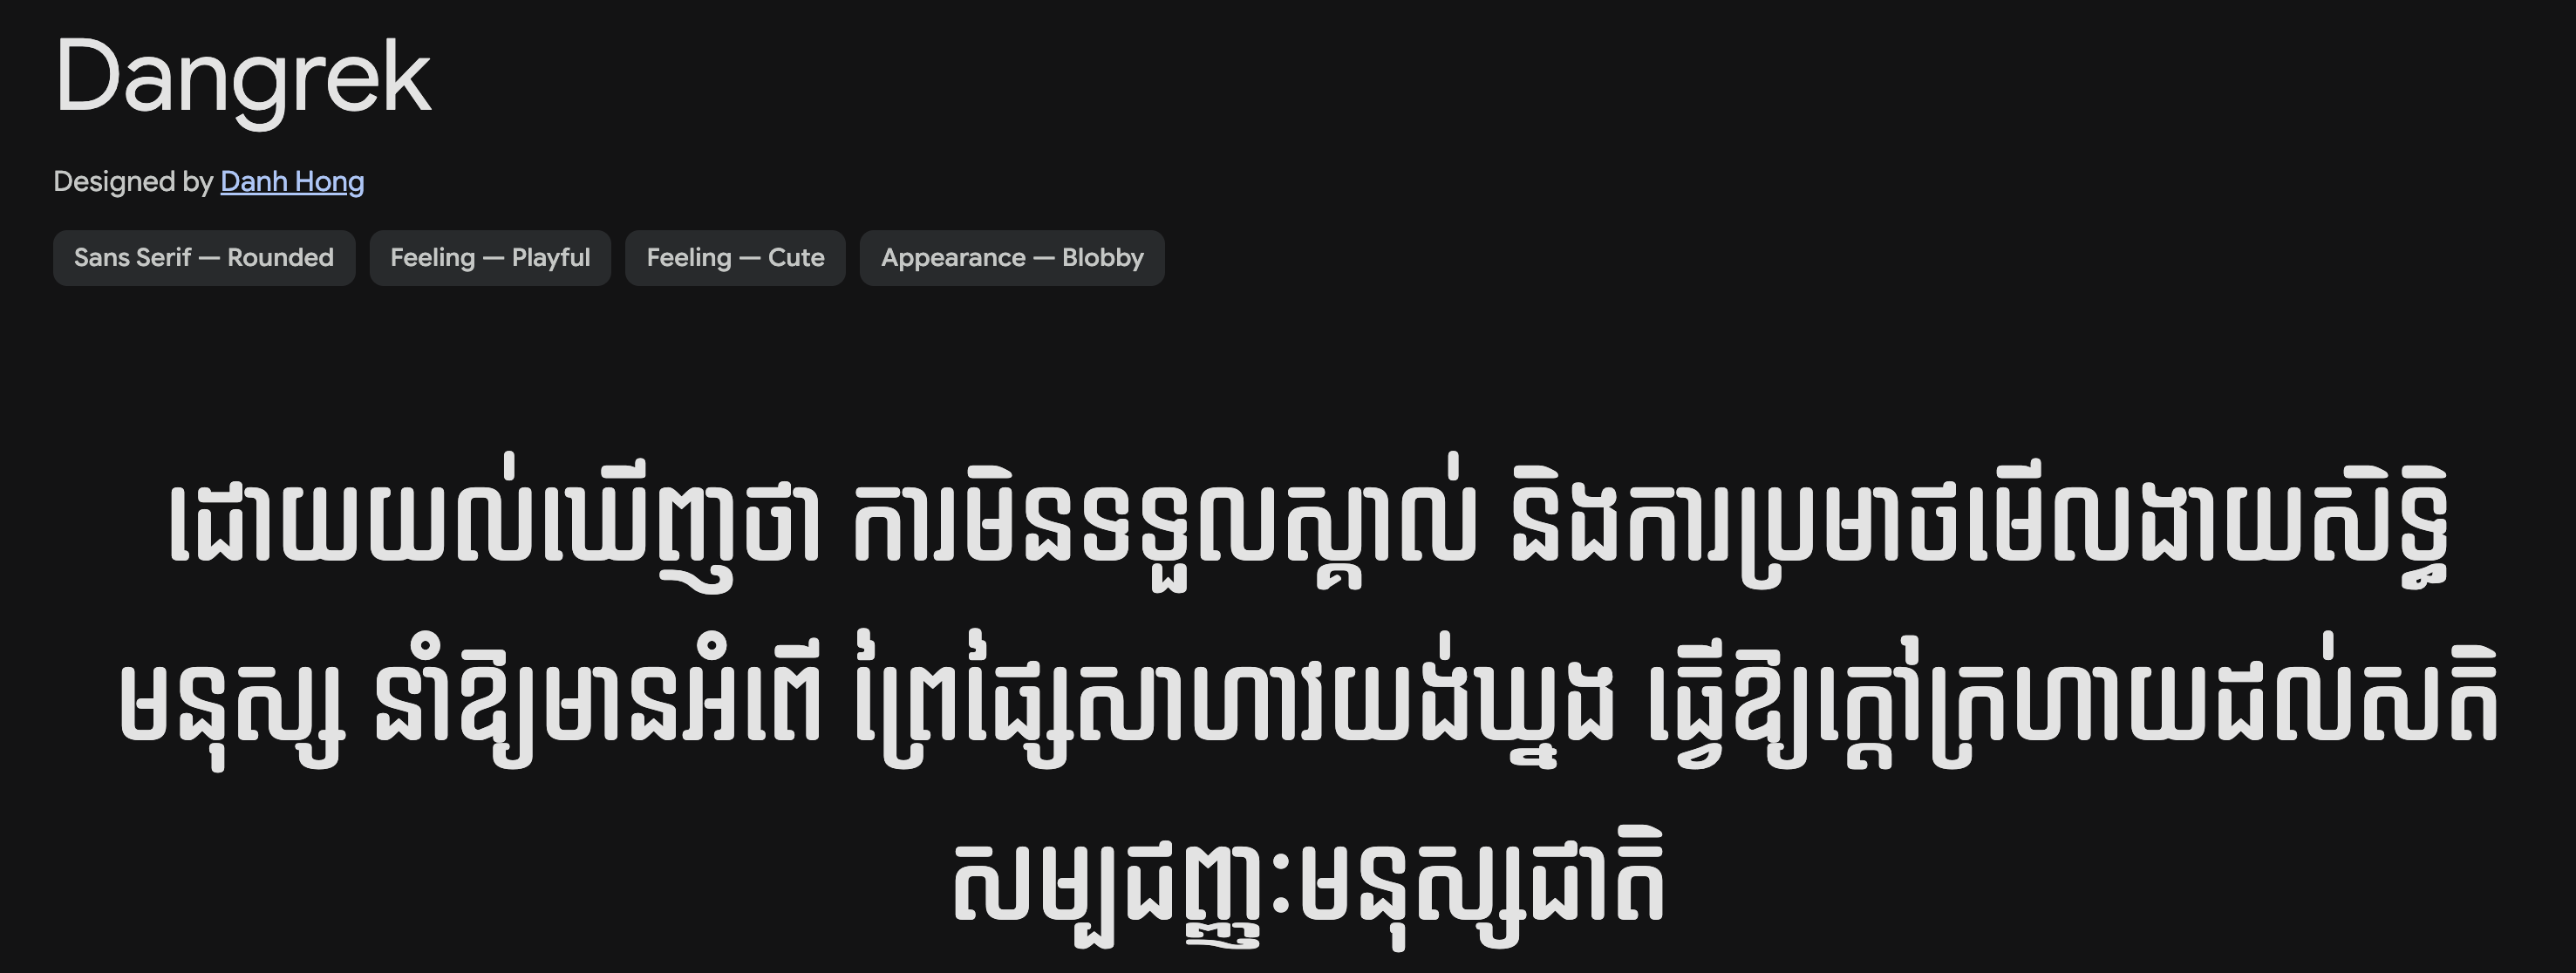 Dangrek
Designed by Danh Hong
Sans Serif — Rounded Feeling — Playful Feeling — Cute Appearance — Blobby
ដោយយល់ឃើញថា ការមិនទទួលស្គាល់ និងការប្រមាថមើលងាយសិទ្ធិ
មនុស្ស នាំឱ្យមានអំពើ ព្រៃផ្សៃសាហាវយង់ឃ្នង ធ្វើឱ្យក្ដៅក្រហាយដល់សតិ
សម្បជញ្ញៈមនុស្សជាតិ